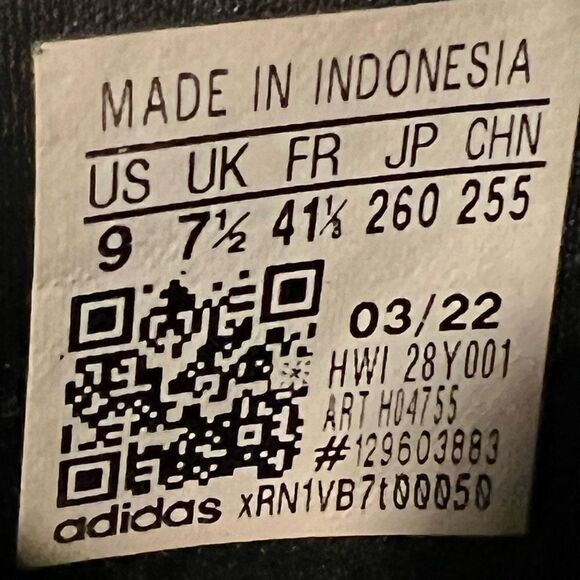 MADE IN INDONESIA
US UK FR JP CHN
9 7½ 41⅓ 260 255
03/22
HWI 28Y001
ART H04755
#129603883
adidas xRN1VB7t00050